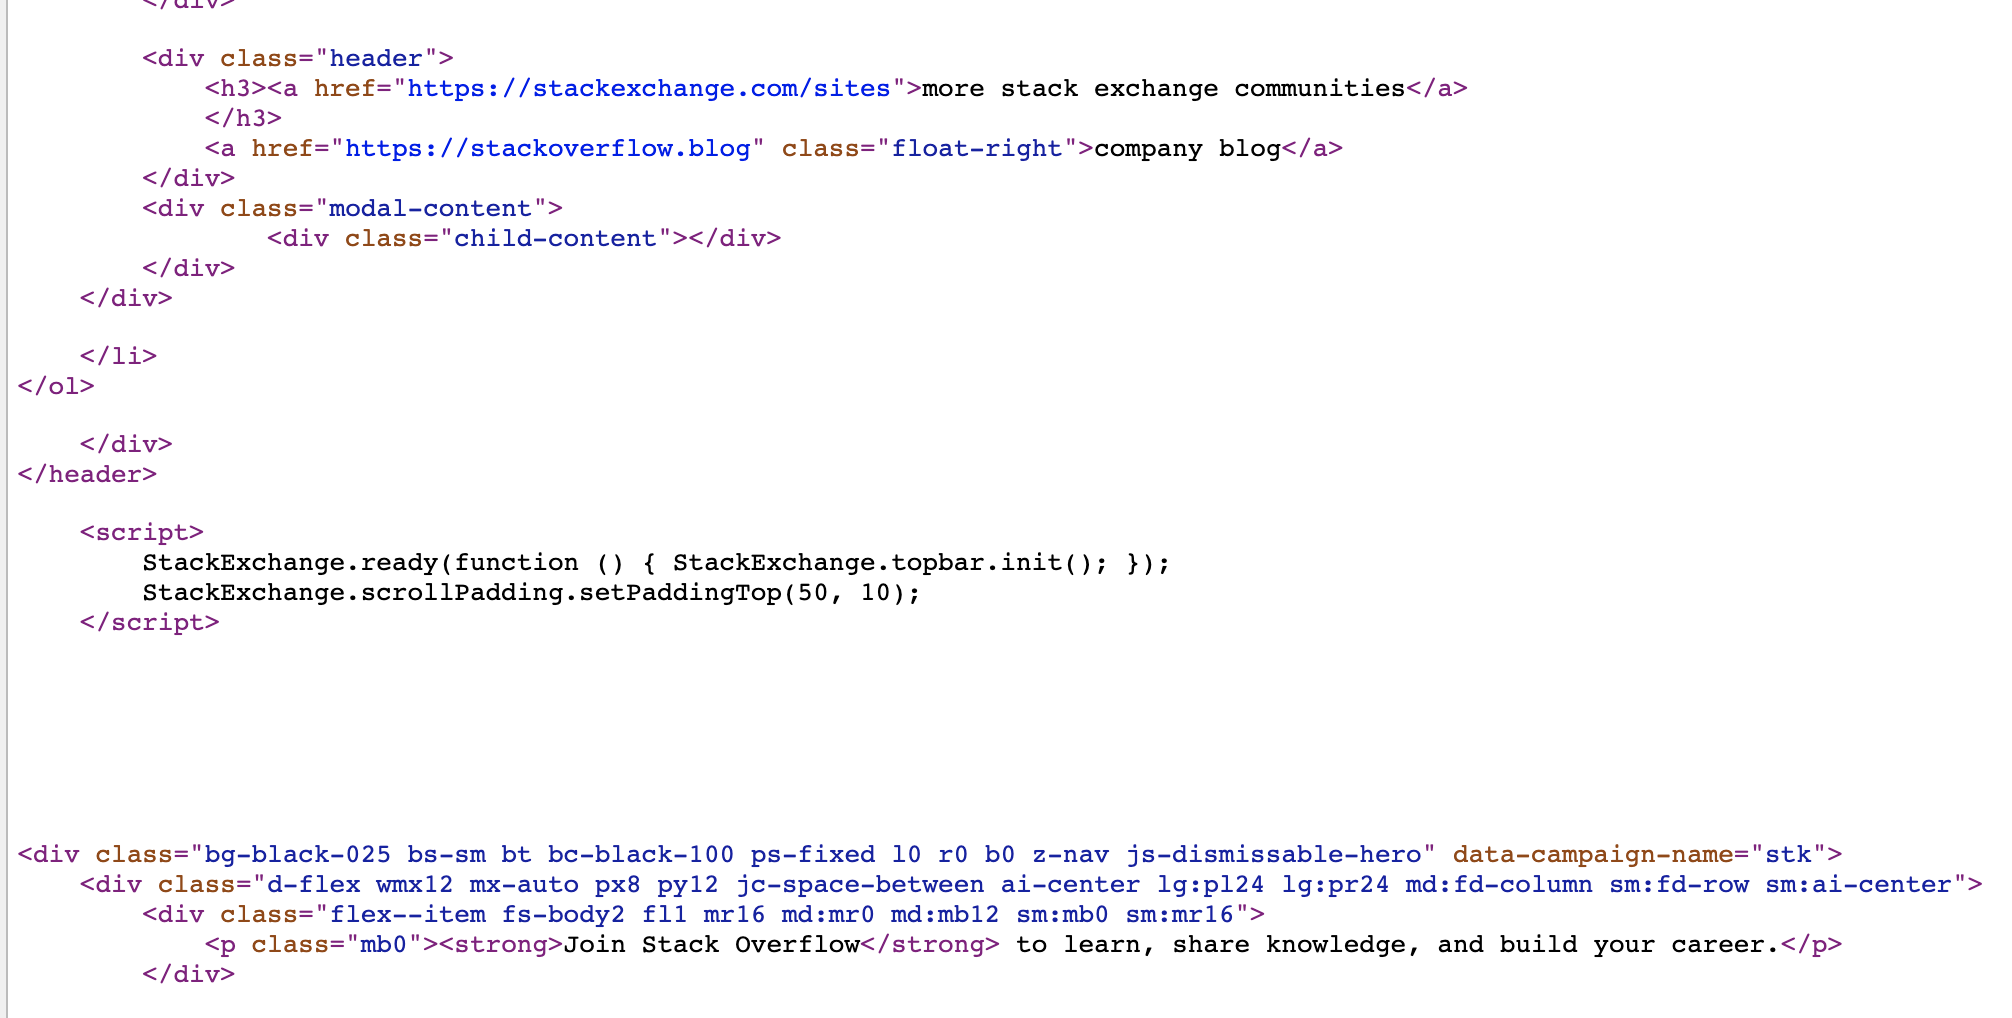 </div>
<div class="header">
<h3><a href="https://stackexchange.com/sites">more stack exchange communities</a>
</h3>
<a href="https://stackoverflow.blog" class="float-right">company blog</a>
</div>
<div class="modal-content">
<div class="child-content"></div>
</div>
</div>
</li>
</ol>
</div>
</header>
<script>
StackExchange.ready(function () { StackExchange.topbar.init(); });
StackExchange.scrollPadding.setPaddingTop(50, 10);
</script>
<div class="bg-black-025 bs-sm bt bc-black-100 ps-fixed l0 r0 b0 z-nav js-dismissable-hero" data-campaign-name="stk">
<div class="d-flex wmx12 mx-auto px8 py12 jc-space-between ai-center lg:pl24 lg:pr24 md:fd-column sm:fd-row sm:ai-center">
<div class="flex--item fs-body2 fl1 mr16 md:mr0 md:mb12 sm:mb0 sm:mr16">
<p class="mb0"><strong>Join Stack Overflow</strong> to learn, share knowledge, and build your career.</p>
</div>